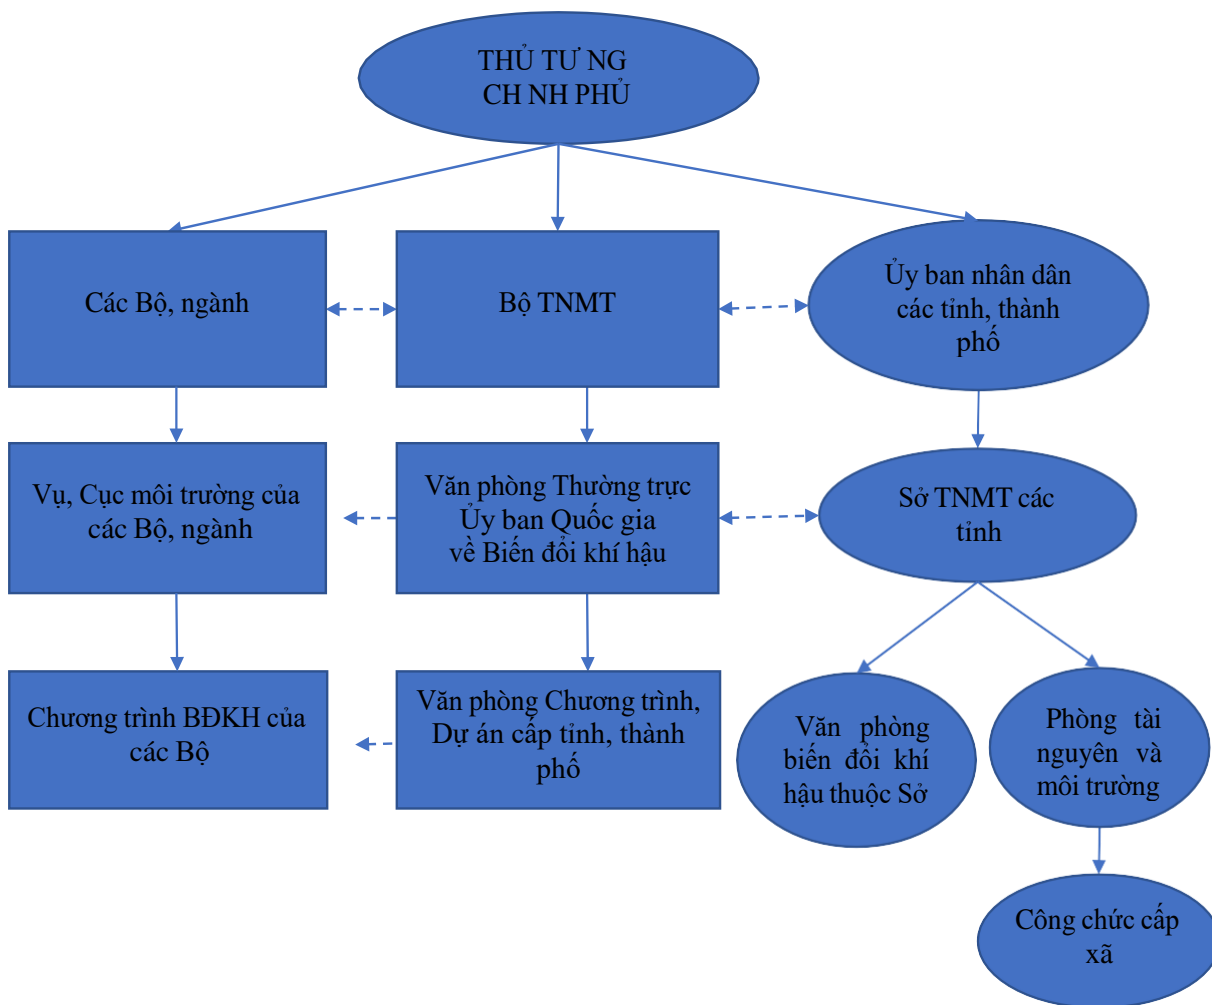 THỦ TƯ NG
CH NH PHỦ
Các Bộ, ngành
Bộ TNMT
Ủy ban nhân dân
các tỉnh, thành
phố
Vụ, Cục môi trường của
các Bộ, ngành
Văn phòng Thường trực
Ủy ban Quốc gia
về Biến đổi khí hậu
Sở TNMT các
tỉnh
Chương trình BĐKH của
các Bộ
Văn phòng Chương trình,
Dự án cấp tỉnh, thành
phố
Văn phòng
biến đổi khí
hậu thuộc Sở
Phòng tài
nguyên và
môi trường
Công chức cấp
xã